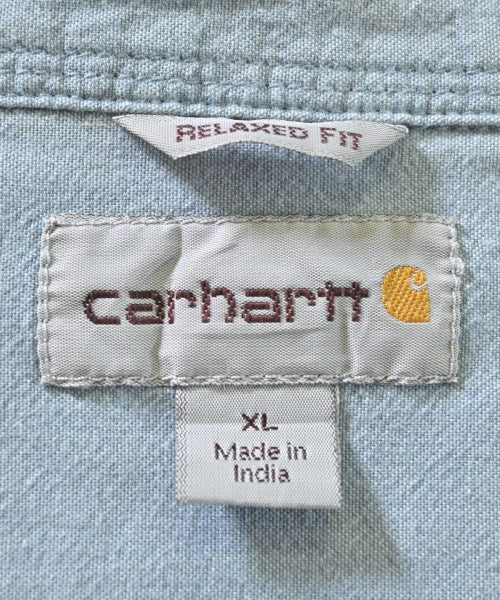 RELAXED FIT
carhartt
XL
Made in
India